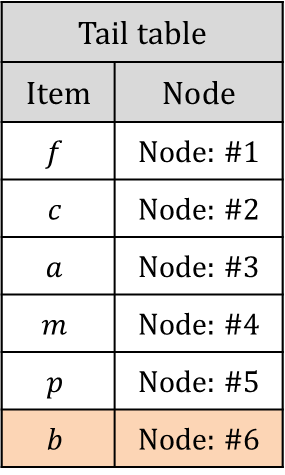 Tail table
Item Node
f Node: #1
c Node: #2
a Node: #3
m Node: #4
p Node: #5
b Node: #6